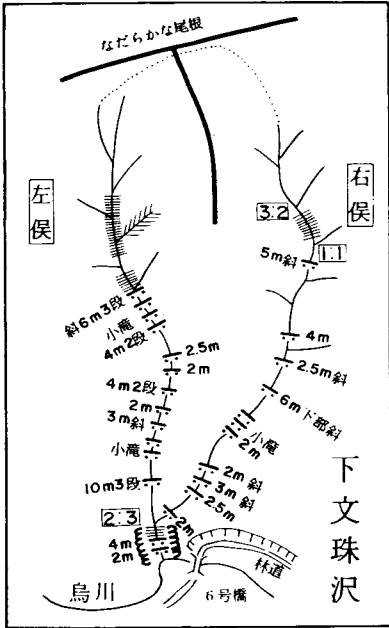 なだらかな尾根
左俣
右俣
3:2
1:1
5m斜
斜6m3段
小滝
4m2段
2.5m
2m
4m2段
2m
3m斜
小滝
10m3段
2:3
4m
2m
4m
2.5m斜
6m下部斜
小滝
2m
2m斜
3m斜
2.5m
2m
下文珠沢
林道
烏川
6号橋